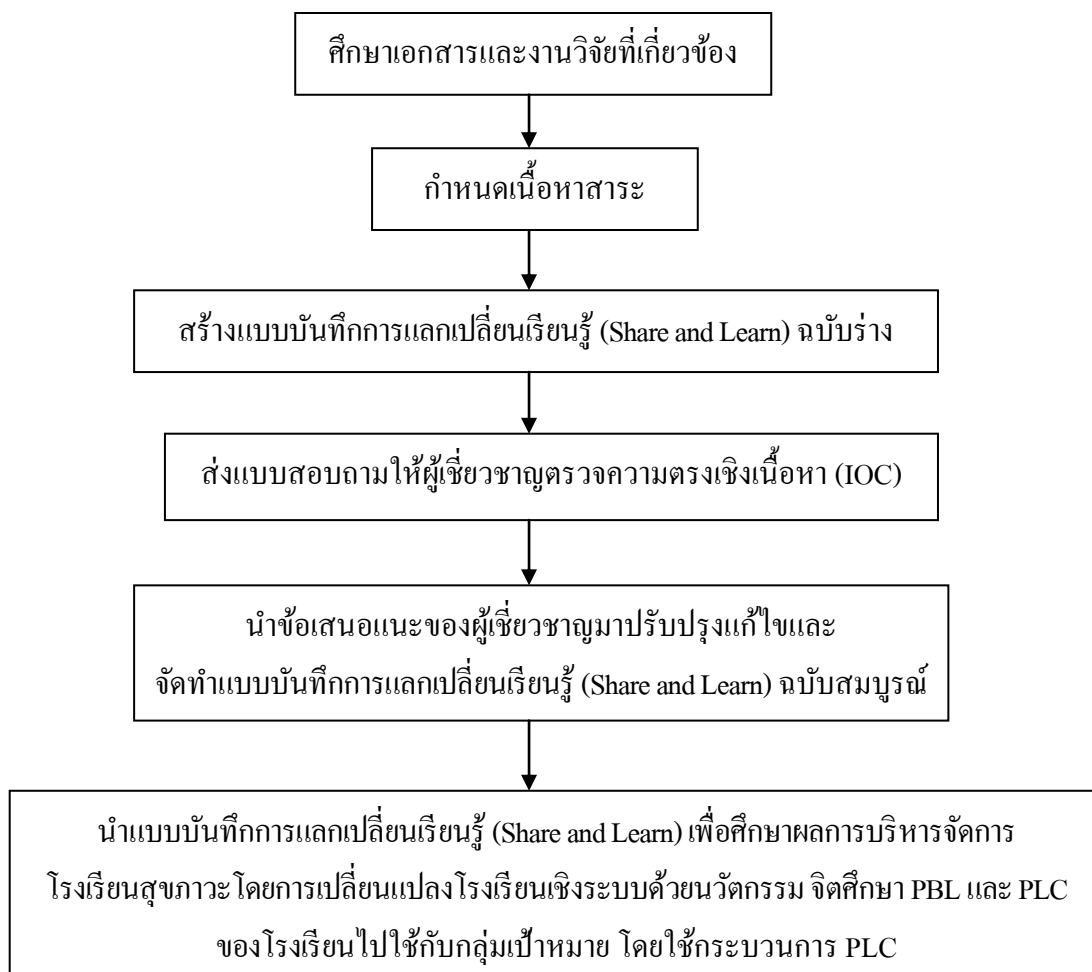 ศึกษาเอกสารและงานวิจัยที่เกี่ยวข้อง
กำหนดเนื้อหาสาระ
สร้างแบบบันทึกการแลกเปลี่ยนเรียนรู้ (Share and Learn) ฉบับร่าง
ส่งแบบสอบถามให้ผู้เชี่ยวชาญตรวจความตรงเชิงเนื้อหา (IOC)
นำข้อเสนอแนะของผู้เชี่ยวชาญมาปรับปรุงแก้ไขและ
จัดทำแบบบันทึกการแลกเปลี่ยนเรียนรู้ (Share and Learn) ฉบับสมบูรณ์
นำแบบบันทึกการแลกเปลี่ยนเรียนรู้ (Share and Learn) เพื่อศึกษาผลการบริหารจัดการ
โรงเรียนสุขภาวะโดยการเปลี่ยนแปลงโรงเรียนเชิงระบบด้วยนวัตกรรม จิตศึกษา PBL และ PLC
ของโรงเรียนไปใช้กับกลุ่มเป้าหมาย โดยใช้กระบวนการ PLC